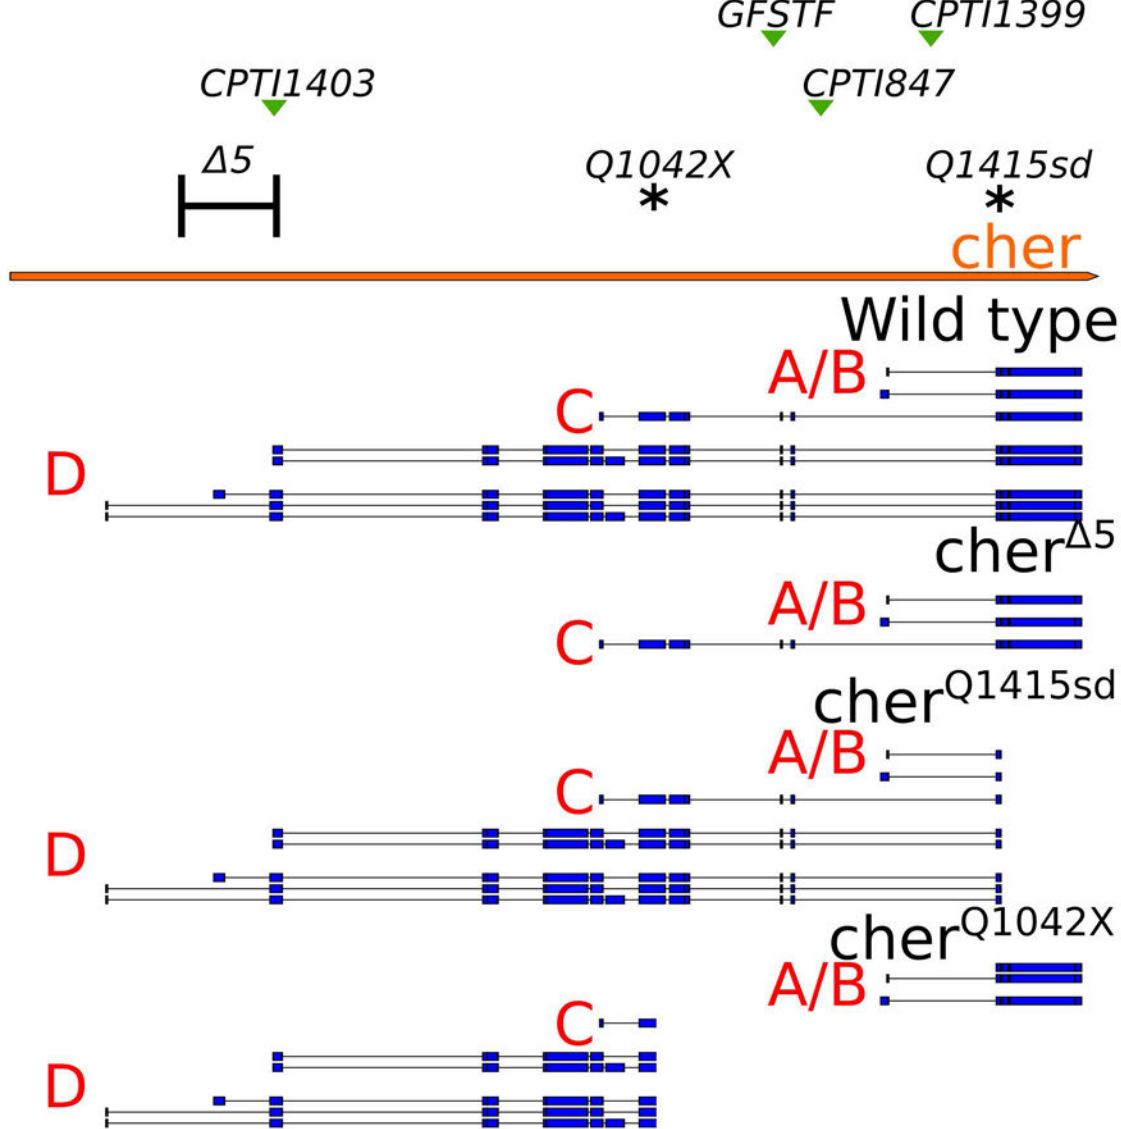 GFSTF CPTI1399
CPTI1403 CPTI847
Δ5 Q1042X Q1415sd
* *
cher
Wild type
A/B
C
D
cherΔ5
A/B
C
cherQ1415sd
A/B
C
D
cherQ1042X
A/B
C
D